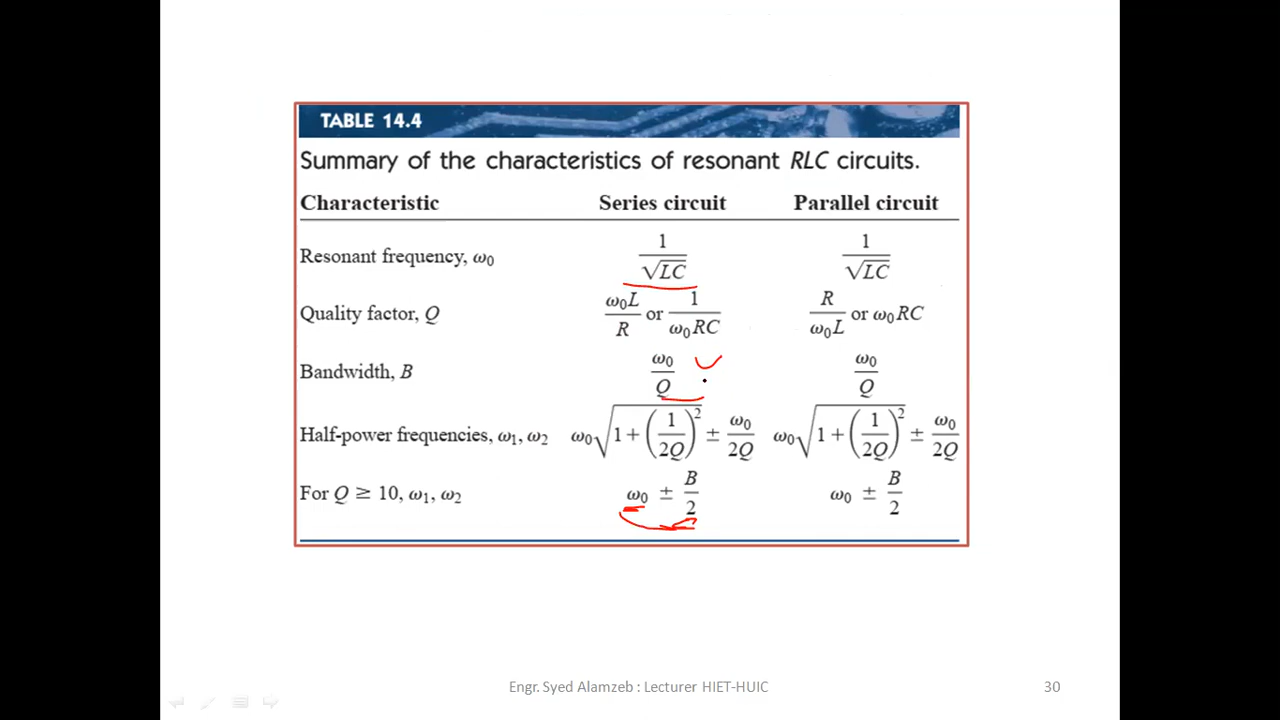 TABLE 14.4
Summary of the characteristics of resonant RLC circuits.
Characteristic Series circuit Parallel circuit
Resonant frequency, ω₀ 1/√LC 1/√LC
Quality factor, Q ω₀L/R or 1/ω₀RC R/ω₀L or ω₀RC
Bandwidth, B ω₀/Q ω₀/Q
Half-power frequencies, ω₁, ω₂ ω₀√(1 + (1/2Q)²) ± ω₀/2Q ω₀√(1 + (1/2Q)²) ± ω₀/2Q
For Q ≥ 10, ω₁, ω₂ ω₀ ± B/2 ω₀ ± B/2
Engr. Syed Alamzeb : Lecturer HIET-HUIC 30